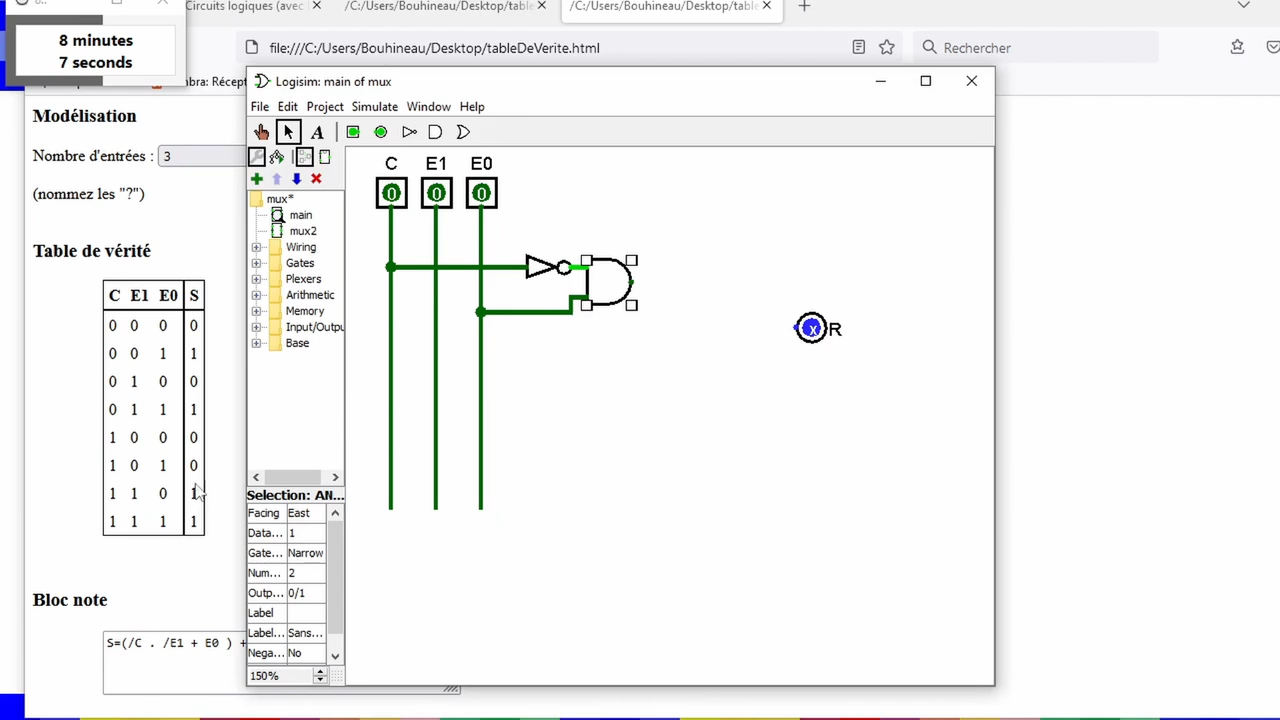 8 minutes
7 seconds
Circuits logiques (avec
/C:/Users/Bouhineau/Desktop/table
/C:/Users/Bouhineau/Desktop/table
file:///C:/Users/Bouhineau/Desktop/tableDeVerite.html
Rechercher
mbra: Récept
Logisim: main of mux
File Edit Project Simulate Window Help
Modélisation
Nombre d'entrées : 3
(nommez les "?")
Table de vérité
C E1 E0 S
0 0 0 0
0 0 1 1
0 1 0 0
0 1 1 1
1 0 0 0
1 0 1 0
1 1 0 1
1 1 1 1
Bloc note
S=(/C . /E1 + E0 ) +
A
mux*
main
mux2
Wiring
Gates
Plexers
Arithmetic
Memory
Input/Outpu
Base
Selection: AN...
Facing East
Data... 1
Gate... Narrow
Num... 2
Outp... 0/1
Label
Label... Sans...
Nega... No
150%
C E1 E0
0 0 0
x R